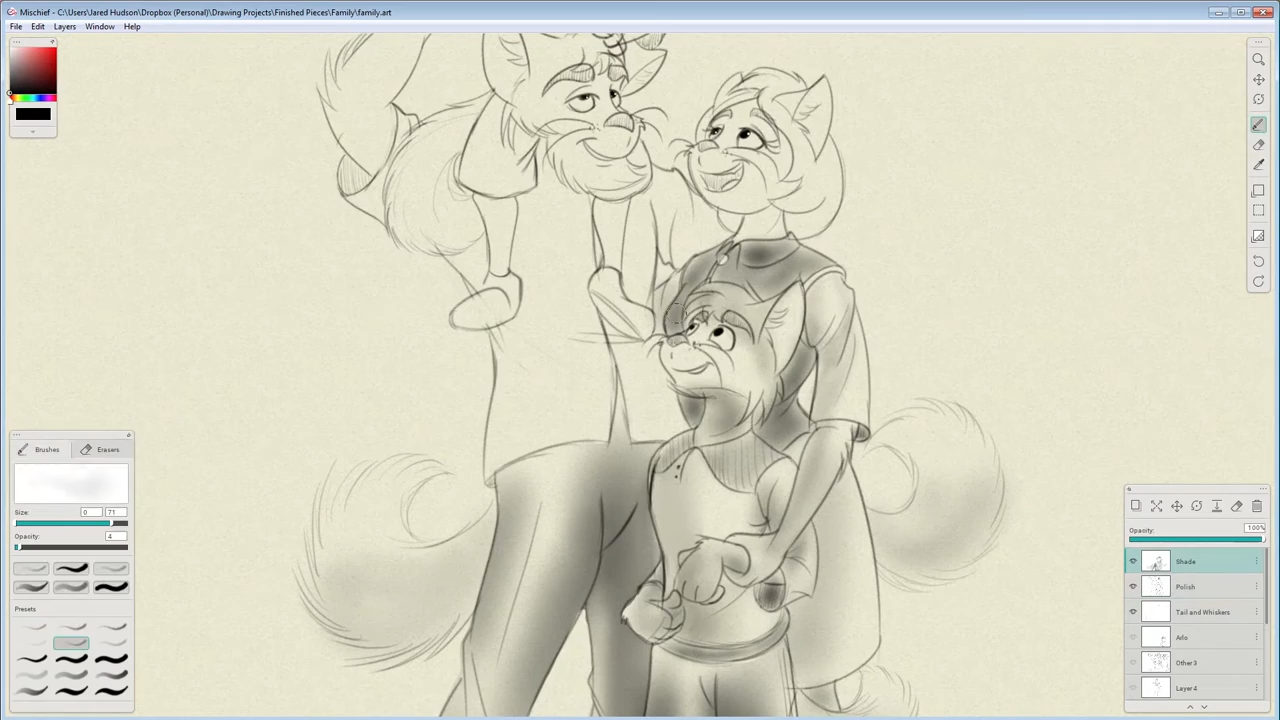 Mischief - C:\Users\Jared Hudson\Dropbox (Personal)\Drawing Projects\Finished Pieces\Family\family.art
File Edit Layers Window Help
Brushes Erasers
Size: 0 71
Opacity: 4
Presets
Opacity: 100%
Shade
Polish
Tail and Whiskers
Arlo
Other 3
Layer 4